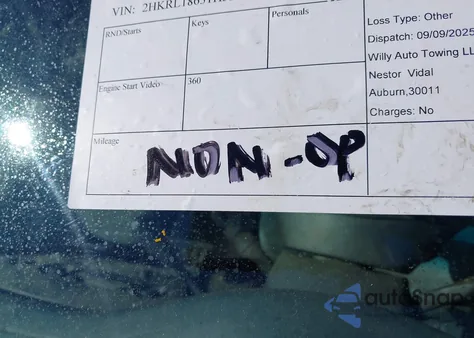 VIN:
RND/Starts
Keys
Personals
Engine Start Video
360
Mileage
NON-OP
Loss Type: Other
Dispatch: 09/09/2025
Willy Auto Towing
Nestor Vidal
Auburn,30011
Charges: No
autoSnap